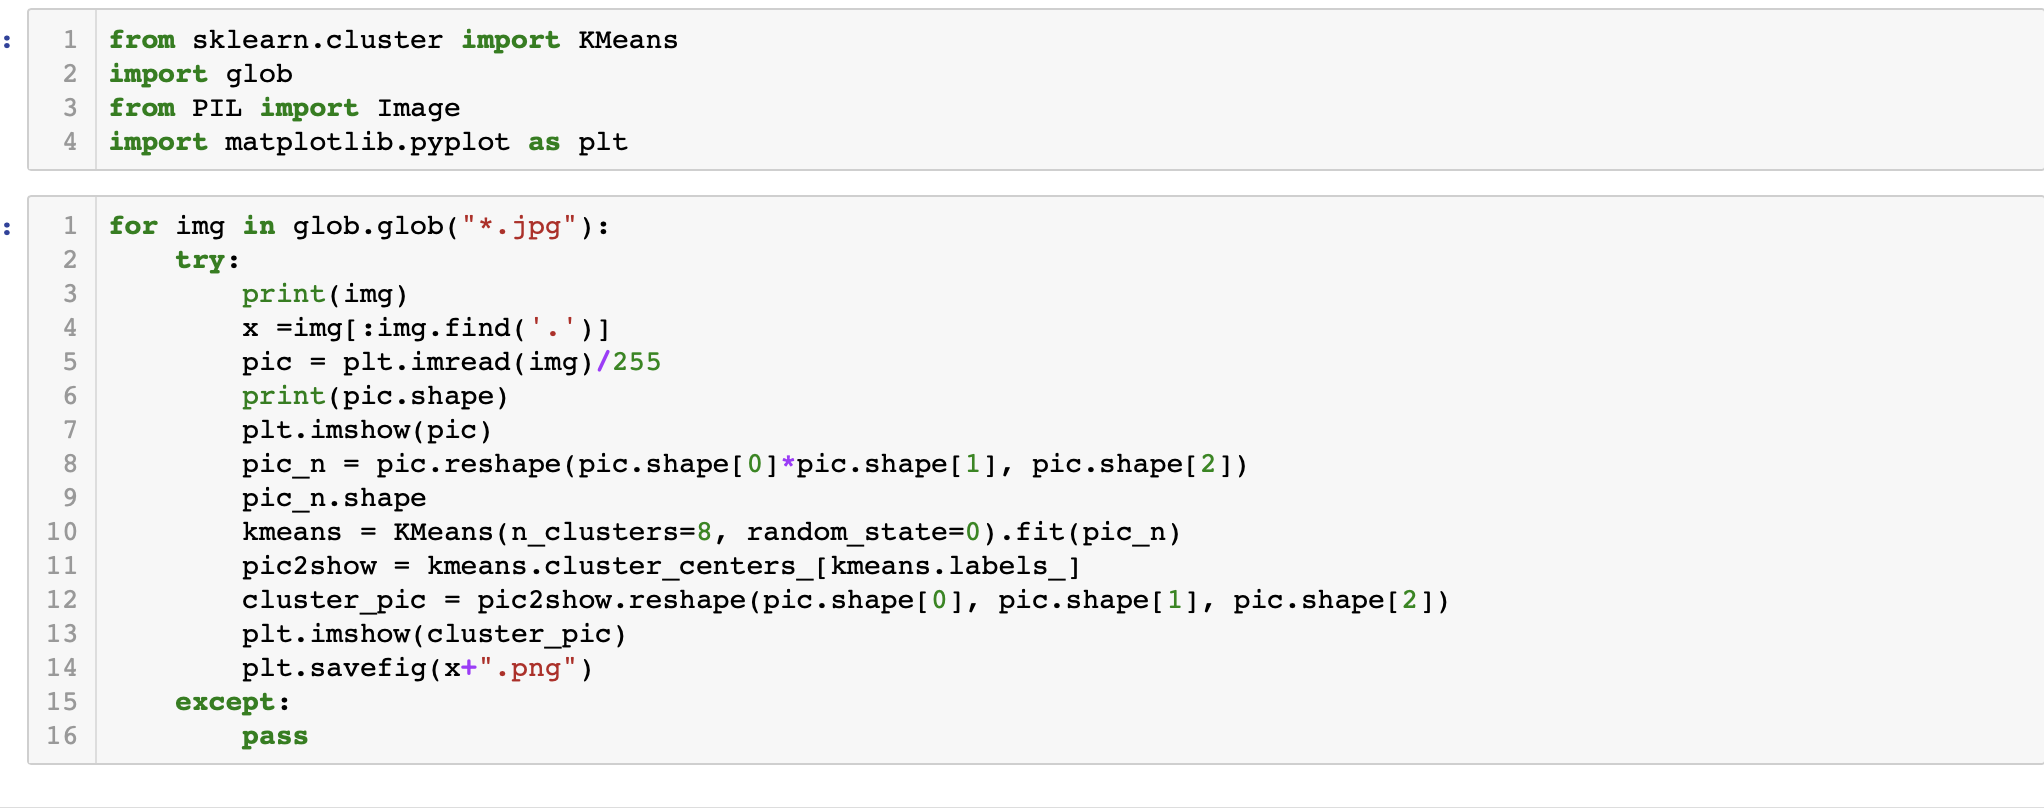 :
1 from sklearn.cluster import KMeans
2 import glob
3 from PIL import Image
4 import matplotlib.pyplot as plt
:
1 for img in glob.glob("*.jpg"):
2     try:
3         print(img)
4         x =img[:img.find('.')]
5         pic = plt.imread(img)/255
6         print(pic.shape)
7         plt.imshow(pic)
8         pic_n = pic.reshape(pic.shape[0]*pic.shape[1], pic.shape[2])
9         pic_n.shape
10         kmeans = KMeans(n_clusters=8, random_state=0).fit(pic_n)
11         pic2show = kmeans.cluster_centers_[kmeans.labels_]
12         cluster_pic = pic2show.reshape(pic.shape[0], pic.shape[1], pic.shape[2])
13         plt.imshow(cluster_pic)
14         plt.savefig(x+".png")
15     except:
16         pass